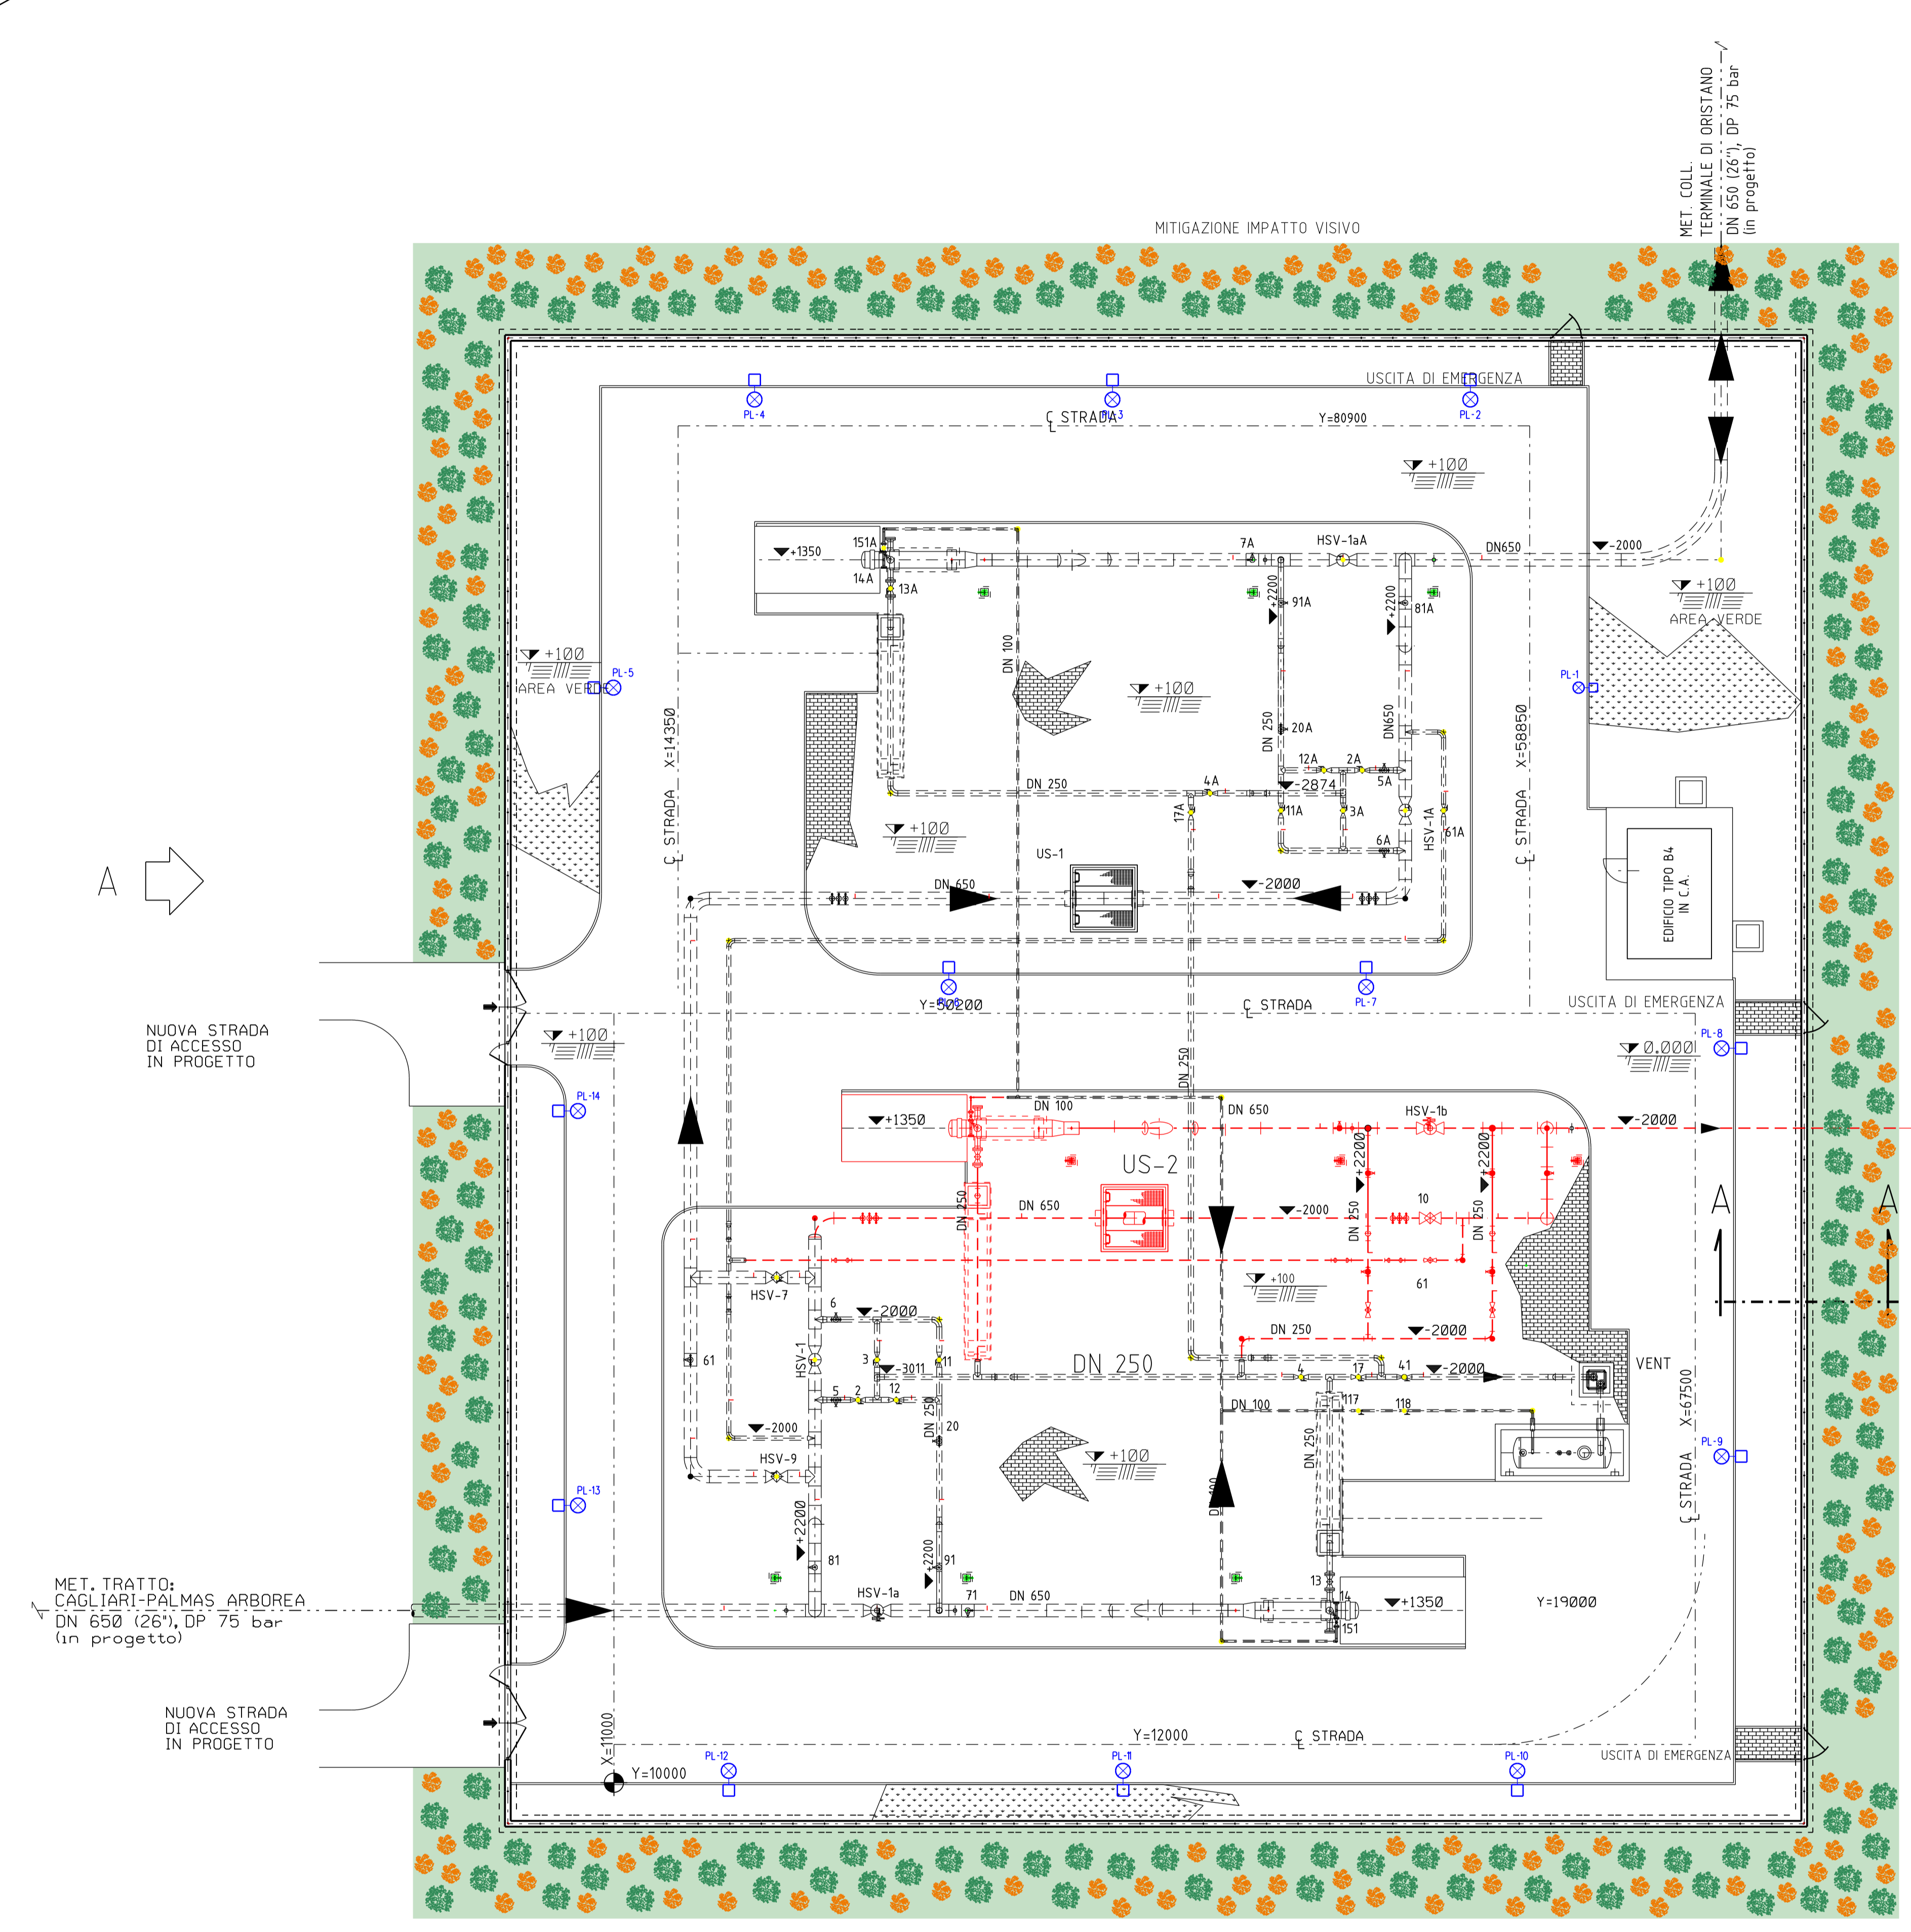 MET. COLL.
TERMINALE DI ORISTANO
DN 650 (26"), DP 75 bar
(in progetto)
MITIGAZIONE IMPATTO VISIVO
USCITA DI EMERGENZA
PL-4
PL-3
PL-2
STRADA
Y=80900
+100
151A
+1350
14A
13A
7A
HSV-1aA
DN650
-2000
+2200
91A
+2200
81A
+100
AREA VERDE
DN 100
+100
AREA VERDE
PL-5
+100
PL-1
STRADA X=14350
DN 250
20A
DN650
STRADA X=58850
12A
2A
5A
-2874
4A
DN 250
17A
11A
3A
HSV-1A
61A
6A
+100
US-1
DN 650
-2000
EDIFICIO TIPO B4
IN C.A.
A
PL-6
Y=50200
PL-7
STRADA
USCITA DI EMERGENZA
NUOVA STRADA
DI ACCESSO
IN PROGETTO
+100
PL-8
0.000
DN 250
PL-14
+1350
DN 100
DN 650
HSV-1b
-2000
US-2
+2200
+2200
DN 250
DN 650
-2000
DN 250
10
DN 250
A
A
+100
61
HSV-7
6
-2000
DN 250
-2000
61
HSV-1
3
-3011
11
DN 250
4
17
41
-2000
VENT
5
2
12
DN 250
20
DN 100
117
118
-2000
HSV-9
DN 250
+100
PL-9
STRADA X=67500
PL-13
DN 100
+2200
81
+2200
91
13
14
MET. TRATTO:
CAGLIARI-PALMAS ARBOREA
DN 650 (26"), DP 75 bar
(in progetto)
HSV-1a
71
DN 650
+1350
151
Y=19000
NUOVA STRADA
DI ACCESSO
IN PROGETTO
X=11000
Y=12000
STRADA
USCITA DI EMERGENZA
PL-12
PL-11
PL-10
Y=10000